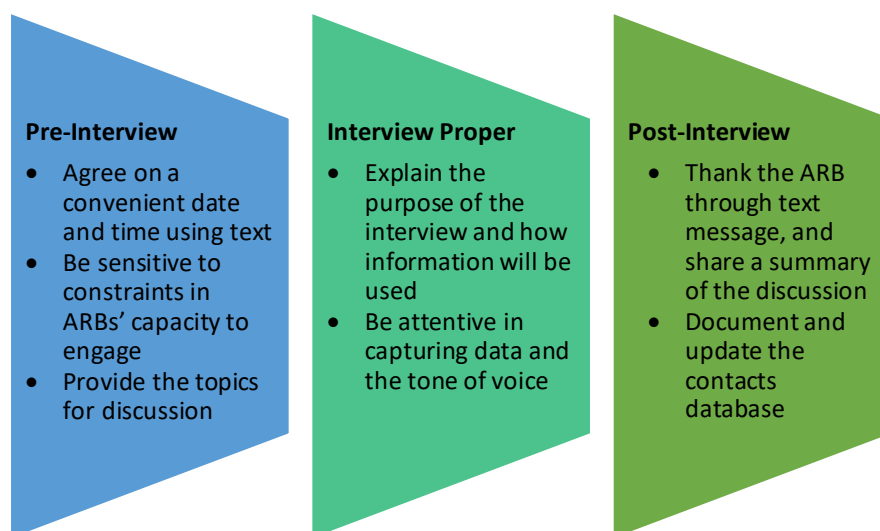 Pre-Interview
• Agree on a
convenient date
and time using text
• Be sensitive to
constraints in
ARBs’ capacity to
engage
• Provide the topics
for discussion
Interview Proper
• Explain the
purpose of the
interview and how
information will be
used
• Be attentive in
capturing data and
the tone of voice
Post-Interview
• Thank the ARB
through text
message, and
share a summary
of the discussion
• Document and
update the
contacts
database